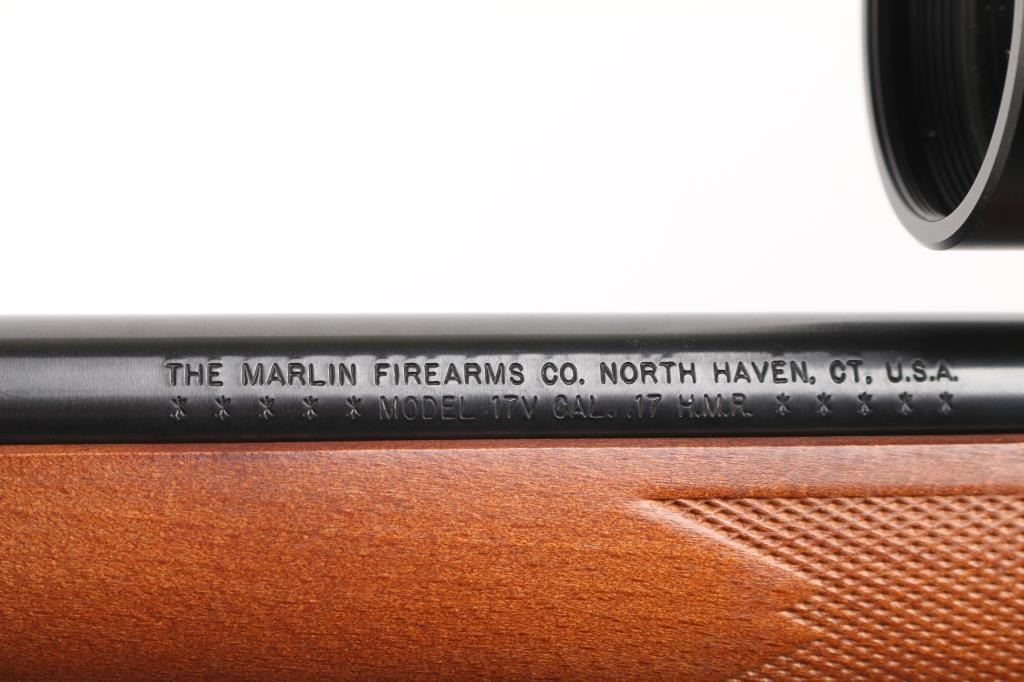 THE MARLIN FIREARMS CO. NORTH HAVEN, CT. U.S.A.
* * * * * MODEL 17V CAL. .17 H.M.R. * * * * *